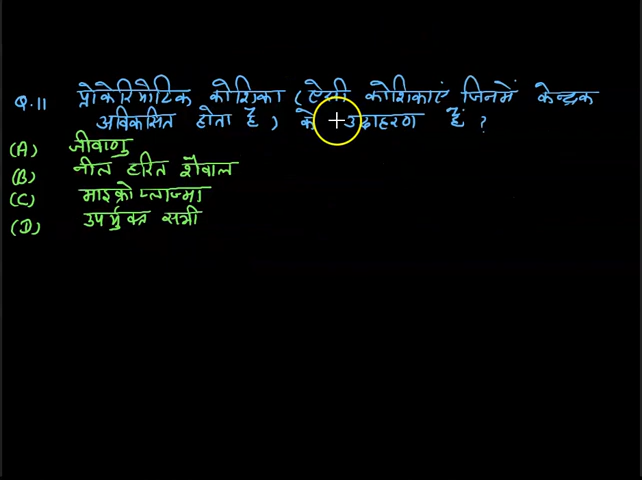 Q.11 प्रोकेरियोटिक कोशिका (ऐसी कोशिकाएं जिनमें केन्द्रक
अविकसित होता है) के उदाहरण हैं ?
(A) जीवाणु
(B) नील हरित शैवाल
(C) माइक्रोप्लाज्मा
(D) उपर्युक्त सभी